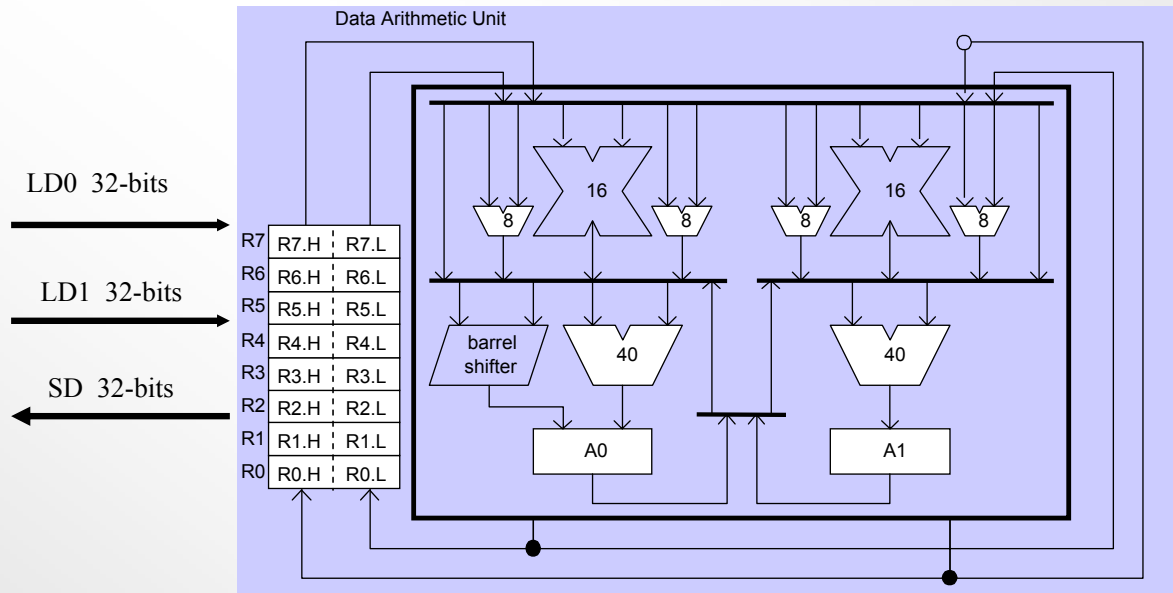 Data Arithmetic Unit
LD0 32-bits
LD1 32-bits
SD 32-bits
R7 R7.H R7.L
R6 R6.H R6.L
R5 R5.H R5.L
R4 R4.H R4.L
R3 R3.H R3.L
R2 R2.H R2.L
R1 R1.H R1.L
R0 R0.H R0.L
16 16
8 8 8 8
barrel
shifter
40 40
A0 A1